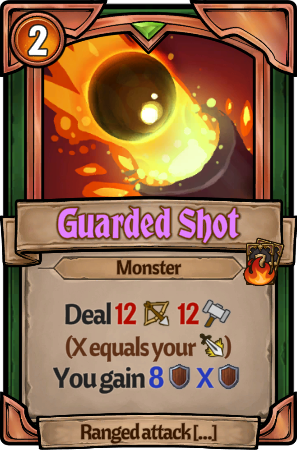 2
Guarded Shot
Monster
Deal 12 12
(X equals your )
You gain 8 X
Ranged attack [...]